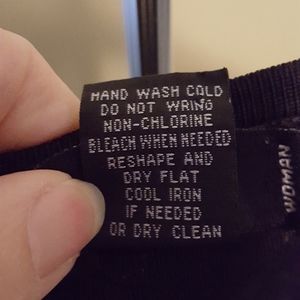 HAND WASH COLD
DO NOT WRING
NON-CHLORINE
BLEACH WHEN NEEDED
RESHAPE AND
DRY FLAT
COOL IRON
IF NEEDED
OR DRY CLEAN
WOMAN